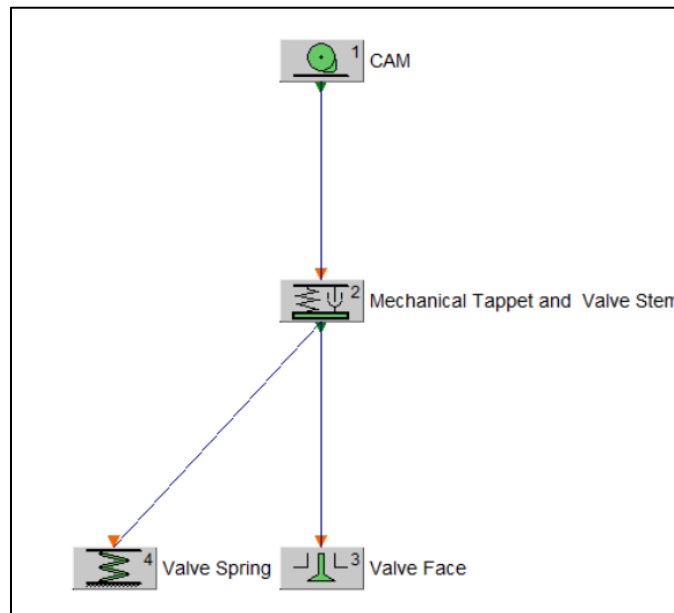 1
CAM
2
Mechanical Tappet and Valve Stem
4
Valve Spring
3
Valve Face